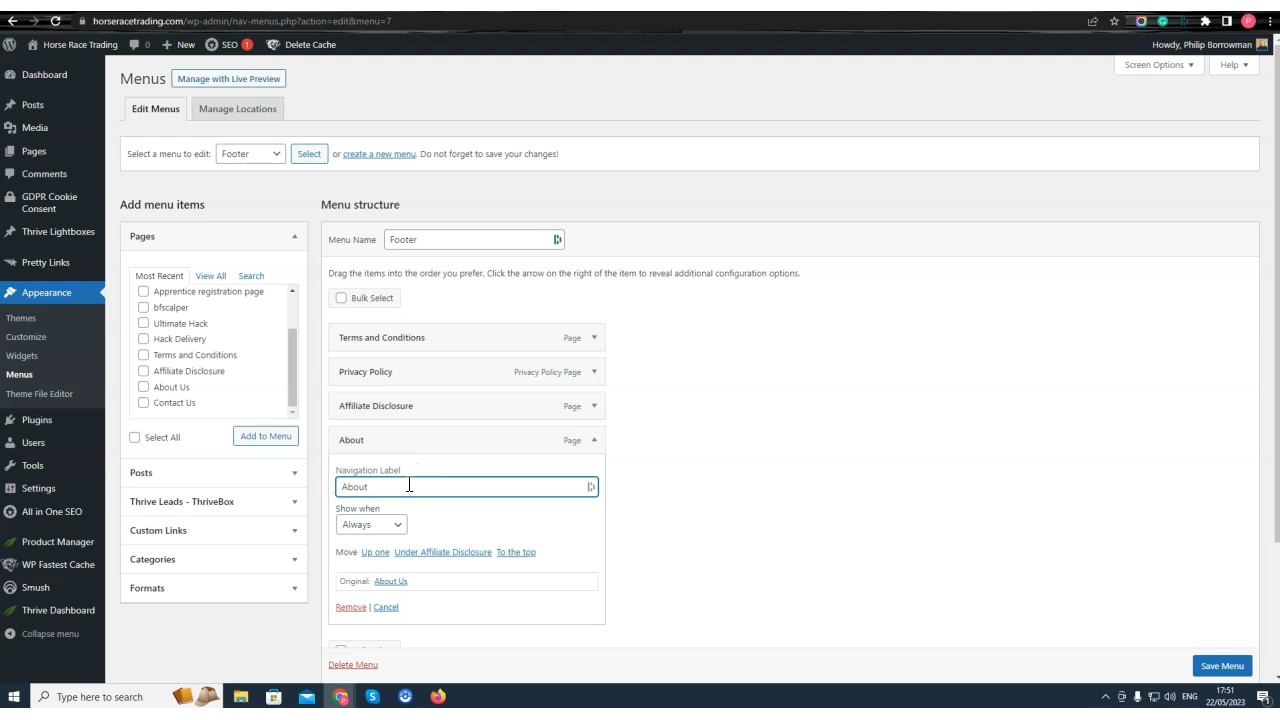 horseracetrading.com/wp-admin/nav-menus.php?action=edit&menu=7
Horse Race Trading 0 New SEO ! Delete Cache Howdy, Philip Borrowman
Screen Options Help
Dashboard
Posts
Media
Pages
Comments
GDPR Cookie
Consent
Thrive Lightboxes
Pretty Links
Appearance
Themes
Customize
Widgets
Menus
Theme File Editor
Plugins
Users
Tools
Settings
All in One SEO
Product Manager
WP Fastest Cache
Smush
Thrive Dashboard
Collapse menu
Menus Manage with Live Preview
Edit Menus Manage Locations
Select a menu to edit: Footer Select or create a new menu. Do not forget to save your changes!
Add menu items
Pages
Most Recent View All Search
Apprentice registration page
bfscalper
Ultimate Hack
Hack Delivery
Terms and Conditions
Affiliate Disclosure
About Us
Contact Us
Select All Add to Menu
Posts
Thrive Leads - ThriveBox
Custom Links
Categories
Formats
Menu structure
Menu Name Footer
Drag the items into the order you prefer. Click the arrow on the right of the item to reveal additional configuration options.
Bulk Select
Terms and Conditions Page
Privacy Policy Privacy Policy Page
Affiliate Disclosure Page
About Page
Navigation Label
About
Show when
Always
Move Up one Under Affiliate Disclosure To the top
Original: About Us
Remove | Cancel
Delete Menu Save Menu
Type here to search ENG 17:51
22/05/2023